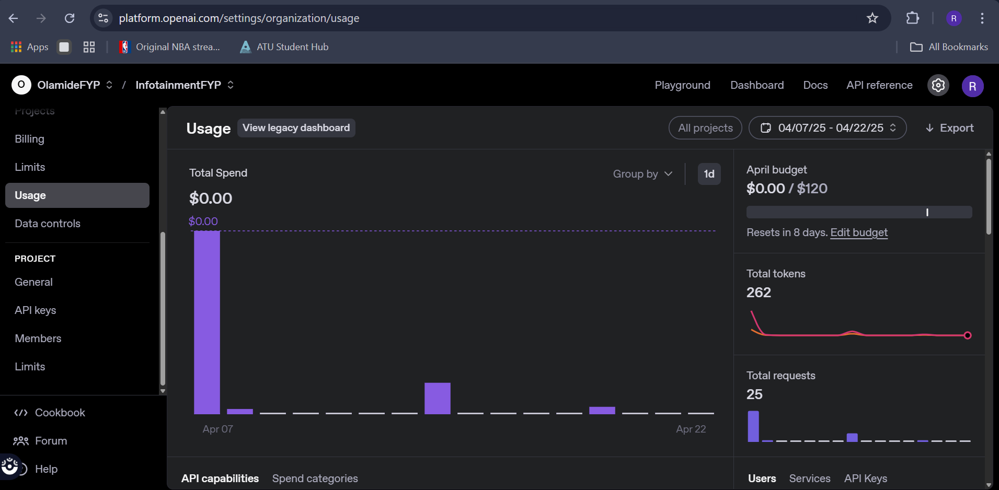 platform.openai.com/settings/organization/usage
R
Apps
Original NBA strea...
ATU Student Hub
All Bookmarks
O
OlamideFYP / InfotainmentFYP
Playground
Dashboard
Docs
API reference
R
Projects
Billing
Limits
Usage
Data controls
PROJECT
General
API keys
Members
Limits
Cookbook
Forum
Help
Usage
View legacy dashboard
All projects
04/07/25 - 04/22/25
Export
Total Spend
$0.00
Group by
1d
$0.00
Apr 07
Apr 22
API capabilities
Spend categories
April budget
$0.00 / $120
Resets in 8 days. Edit budget
Total tokens
262
Total requests
25
Users
Services
API Keys